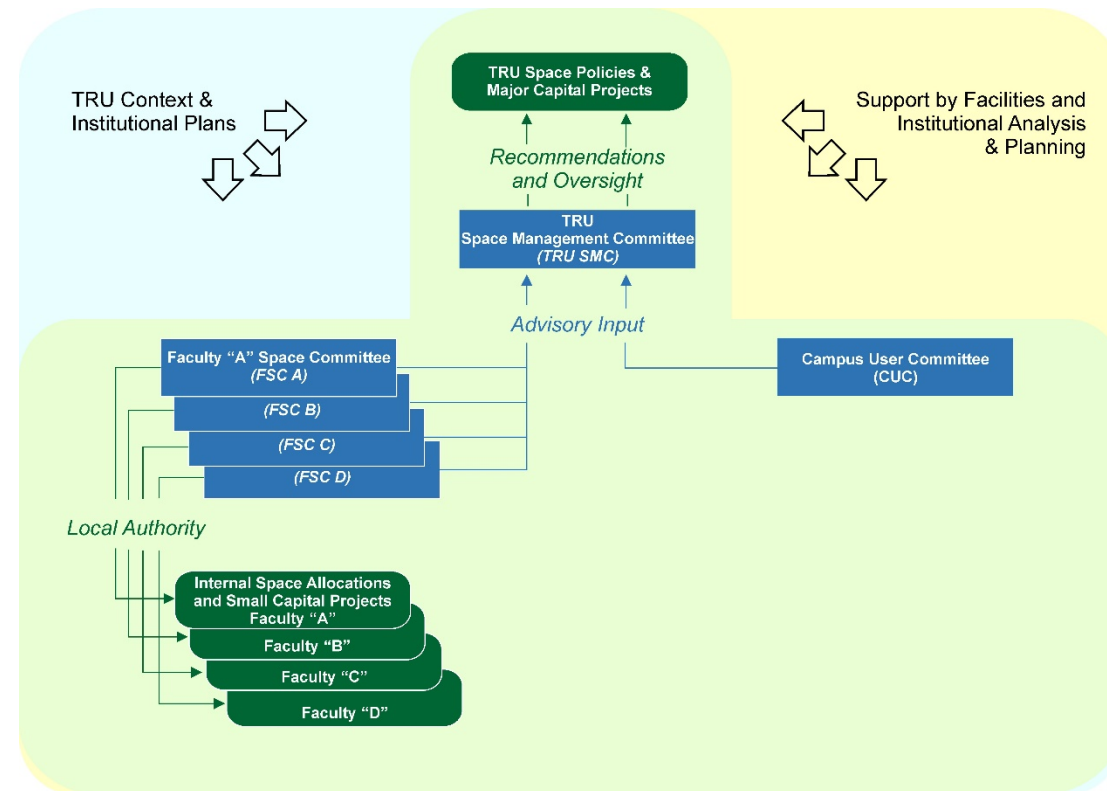 TRU Space Policies &
Major Capital Projects
TRU Context &
Institutional Plans
Support by Facilities and
Institutional Analysis
& Planning
Recommendations
and Oversight
TRU
Space Management Committee
(TRU SMC)
Advisory Input
Faculty “A” Space Committee
(FSC A)
(FSC B)
(FSC C)
(FSC D)
Campus User Committee
(CUC)
Local Authority
Internal Space Allocations
and Small Capital Projects
Faculty “A”
Faculty “B”
Faculty “C”
Faculty “D”